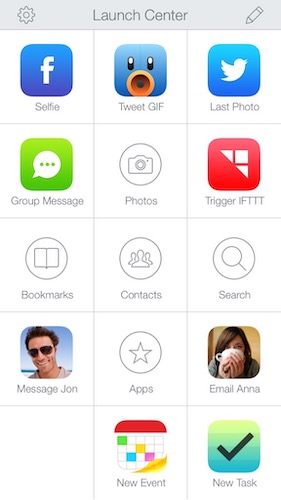 Launch Center
Selfie
Tweet GIF
Last Photo
Group Message
Photos
Trigger IFTTT
Bookmarks
Contacts
Search
Message Jon
Apps
Email Anna
New Event
New Task